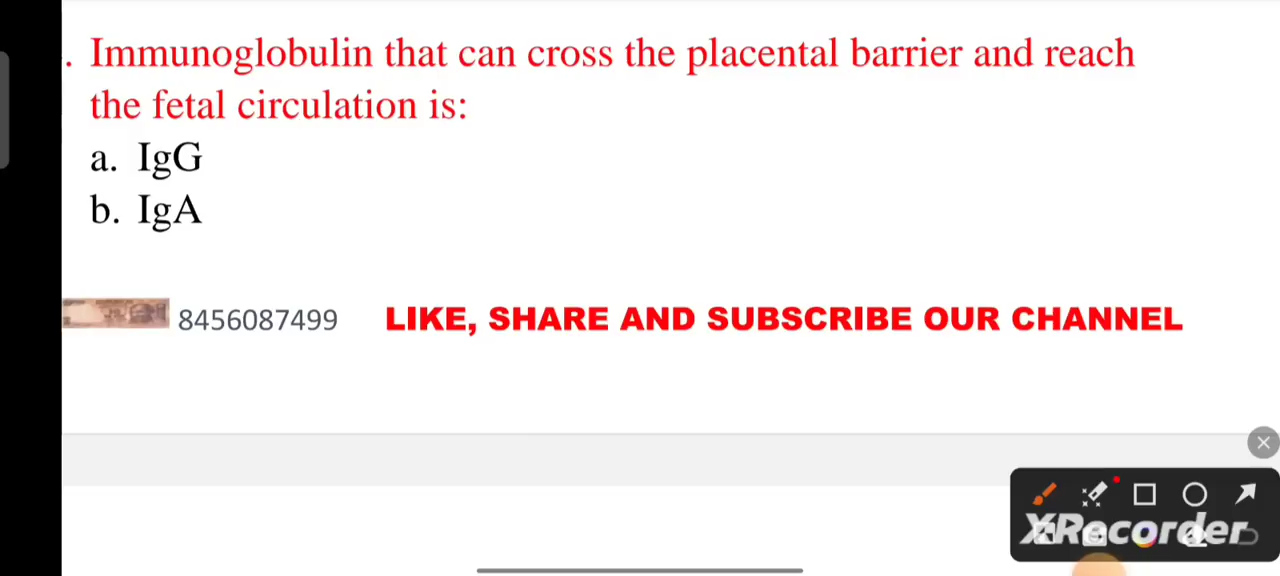 . Immunoglobulin that can cross the placental barrier and reach
the fetal circulation is:
a. IgG
b. IgA
8456087499 LIKE, SHARE AND SUBSCRIBE OUR CHANNEL
XRecorder